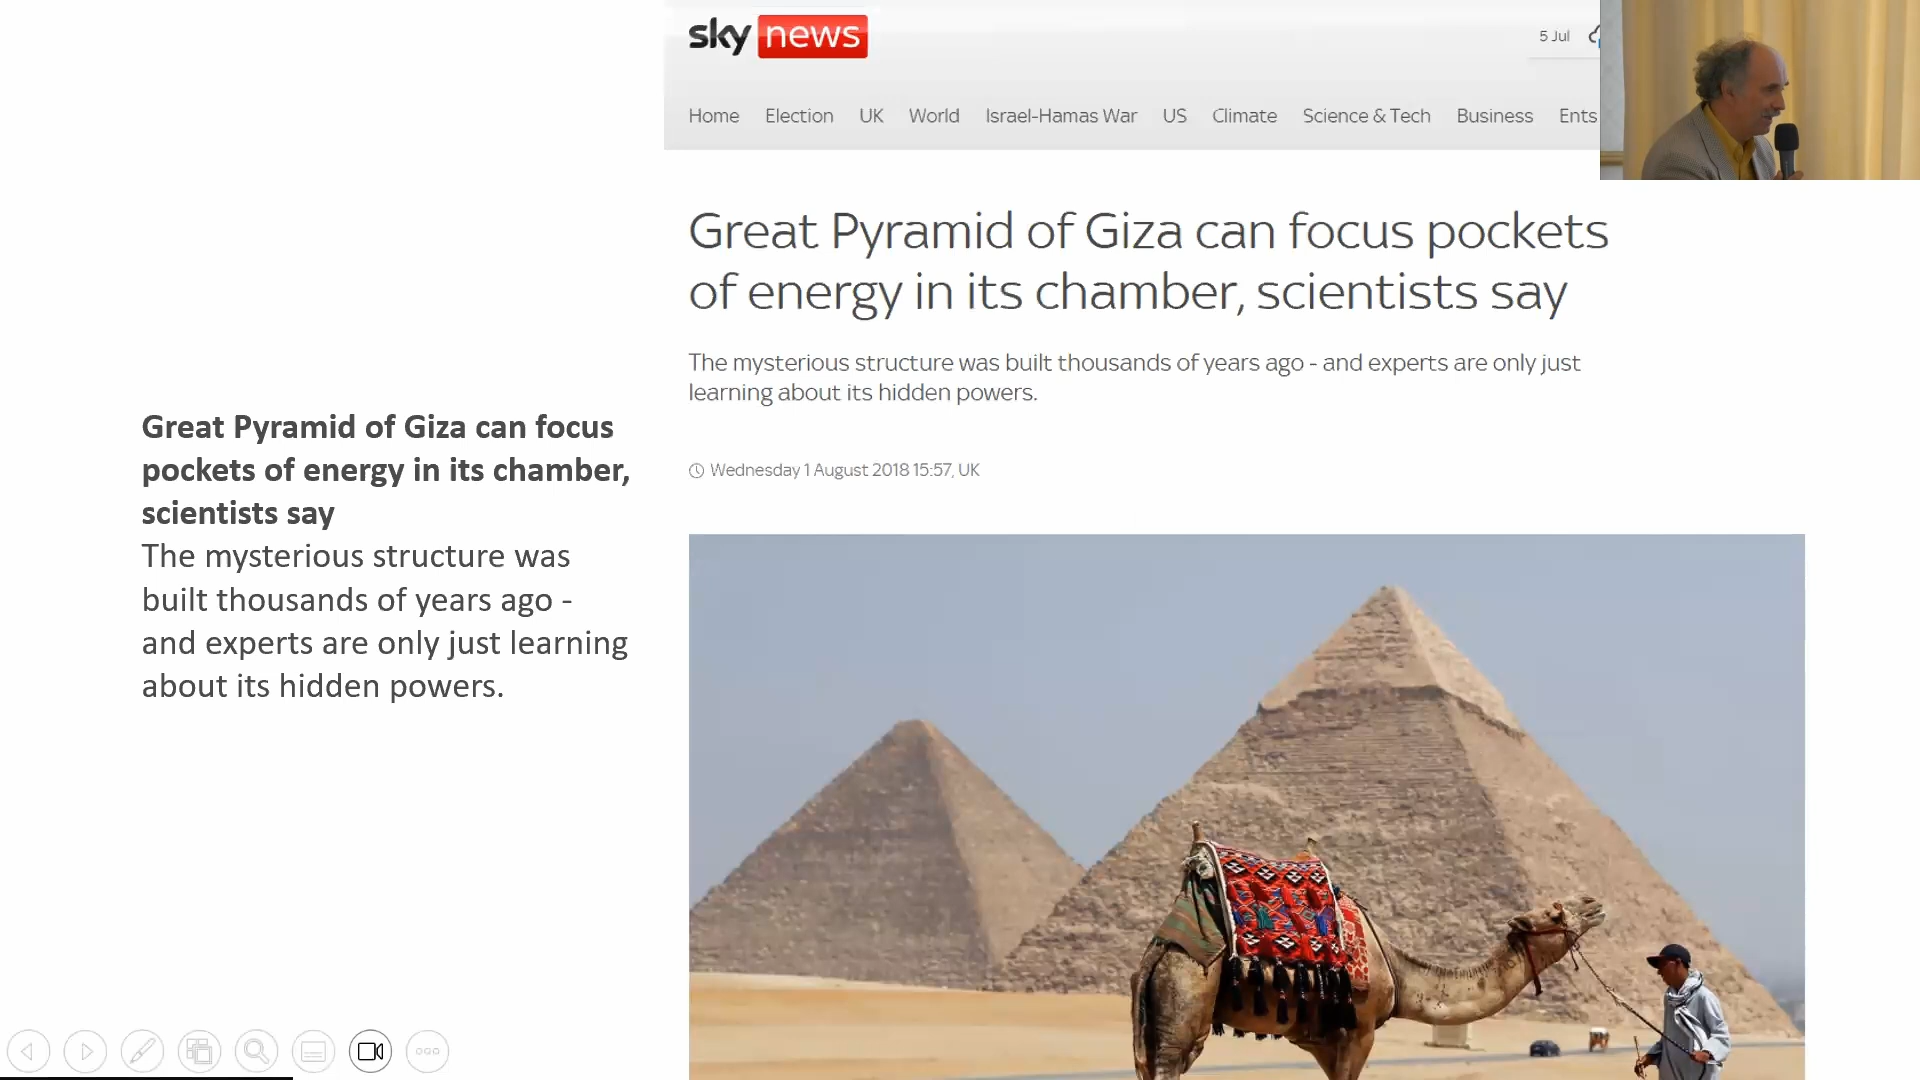 sky news
5 Jul
Home Election UK World Israel-Hamas War US Climate Science & Tech Business Ents
Great Pyramid of Giza can focus pockets
of energy in its chamber, scientists say
The mysterious structure was built thousands of years ago - and experts are only just
learning about its hidden powers.
Wednesday 1 August 2018 15:57, UK
Great Pyramid of Giza can focus
pockets of energy in its chamber,
scientists say
The mysterious structure was
built thousands of years ago -
and experts are only just learning
about its hidden powers.